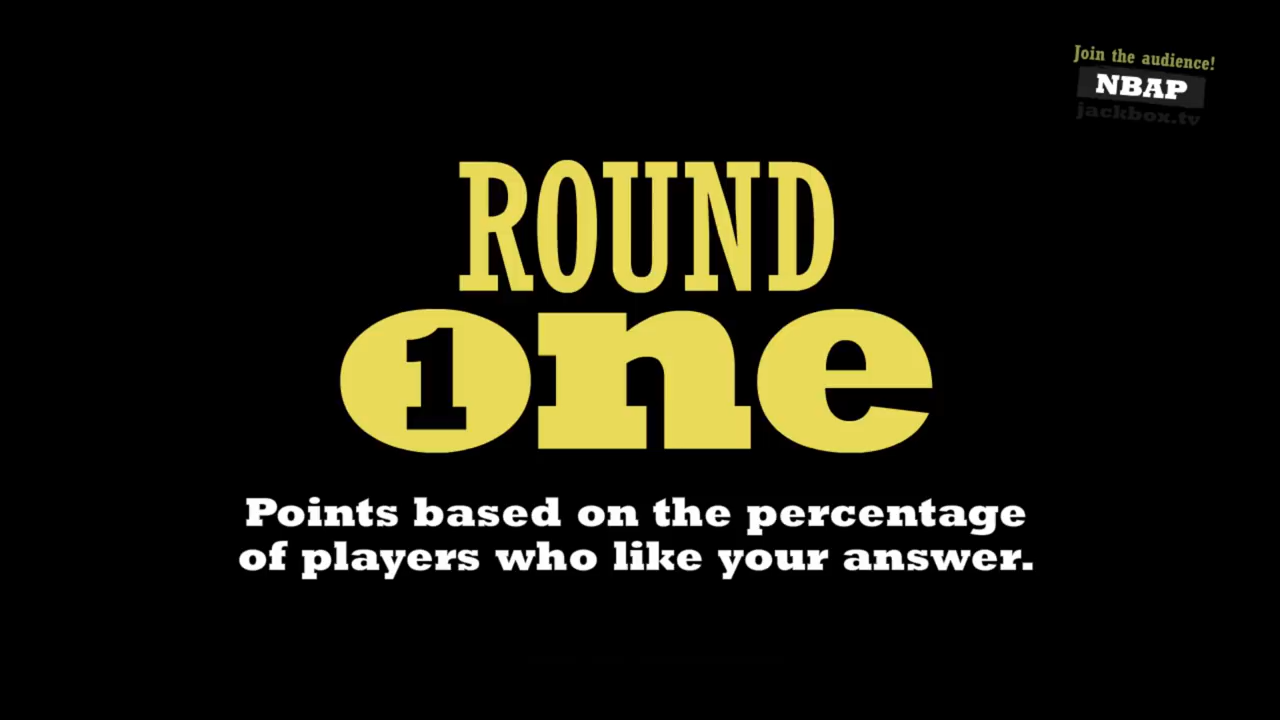 Join the audience!
NBAP
jackbox.tv
ROUND
1
One
Points based on the percentage
of players who like your answer.